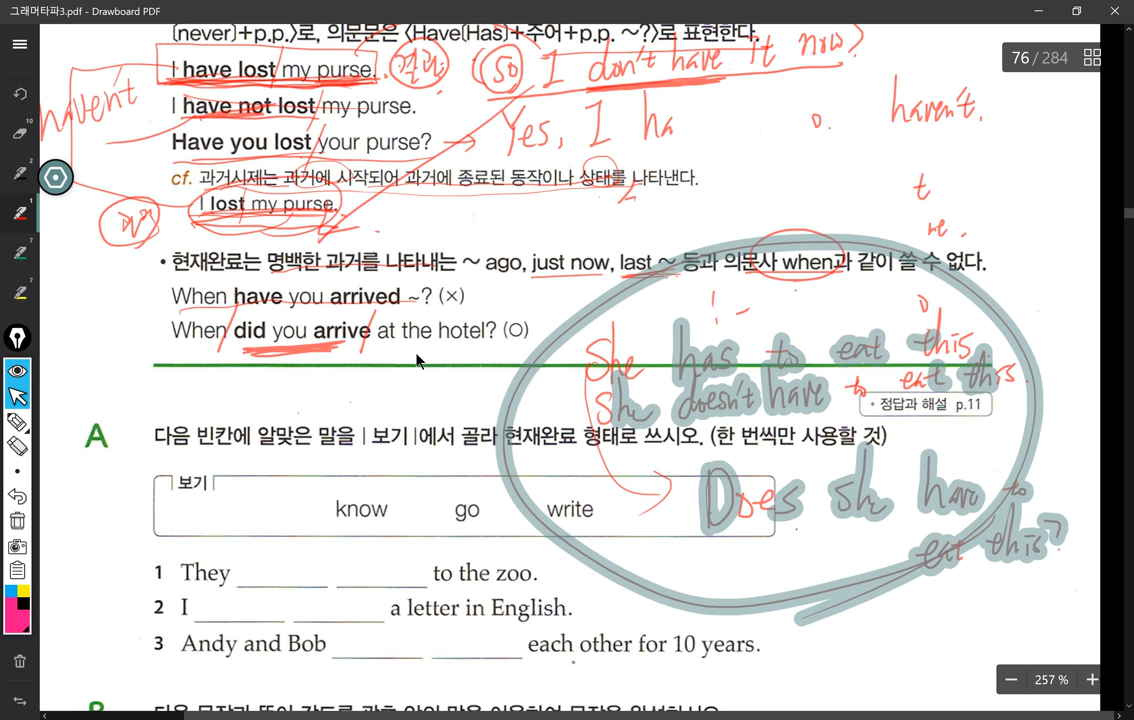 그래머타파3.pdf - Drawboard PDF
76 / 284
(never)+p.p.>로, 의문문은 <Have(Has)+주어+p.p. ~?>로 표현한다.
I have lost my purse. 결과 (so I don't have it now?
I have not lost my purse.
haven't
Yes, I ha
haven't.
Have you lost your purse?
cf. 과거시제는 과거에 시작되어 과거에 종료된 동작이나 상태를 나타낸다.
I lost my purse.
• 현재완료는 명백한 과거를 나타내는 ~ ago, just now, last ~ 등과 의문사 when과 같이 쓸 수 없다.
When have you arrived ~? (×)
When did you arrive at the hotel? (○)
She has to eat this
She doesn't have to eat this.
Does she have to eat this?
• 정답과 해설 p.11
A 다음 빈칸에 알맞은 말을 | 보기 |에서 골라 현재완료 형태로 쓰시오. (한 번씩만 사용할 것)
보기
know go write
1 They ________ ________ to the zoo.
2 I ________ ________ a letter in English.
3 Andy and Bob ________ ________ each other for 10 years.
257 %